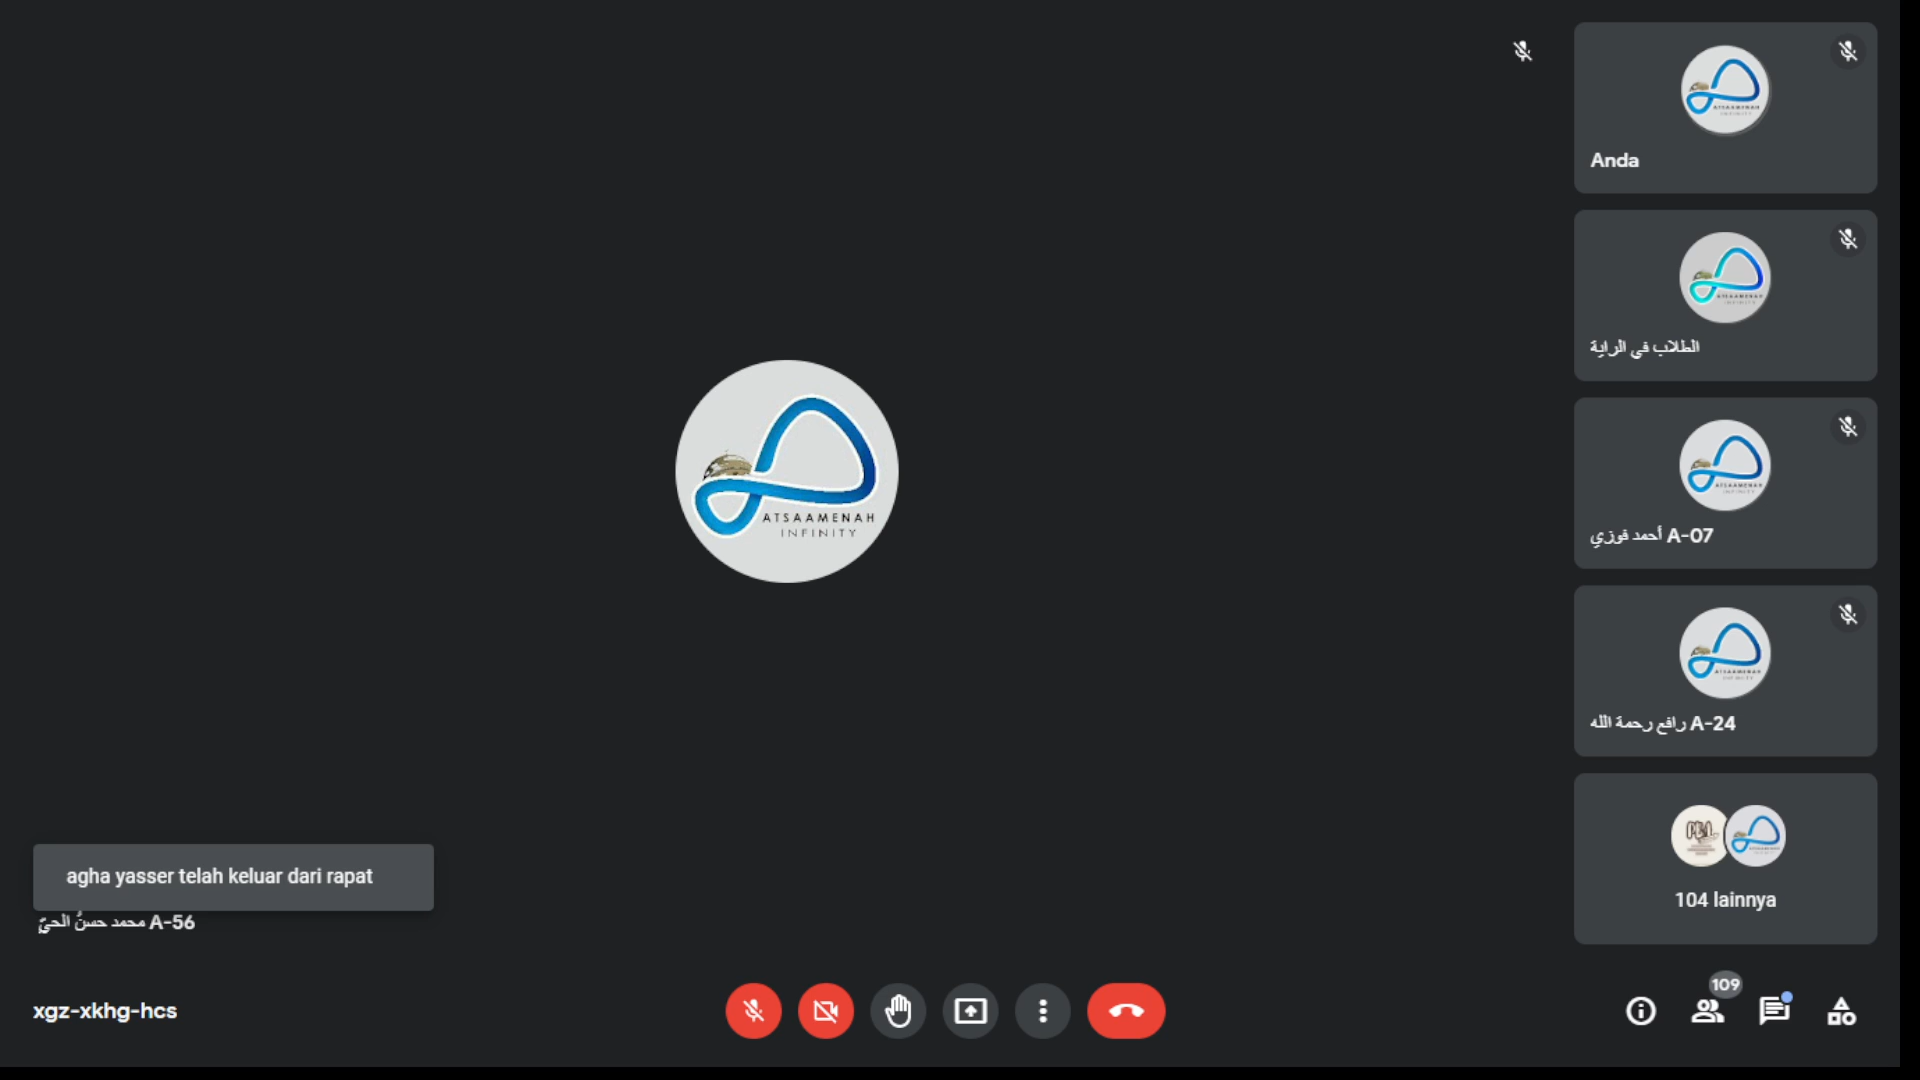 ATSAAMENAH
INFINITY
agha yasser telah keluar dari rapat
A-56 محمد حسنُ الحيّ
xgz-xkhg-hcs
Anda
الطلاب في الراية
A-07 أحمد فوزي
A-24 رافع رحمة الله
104 lainnya
109